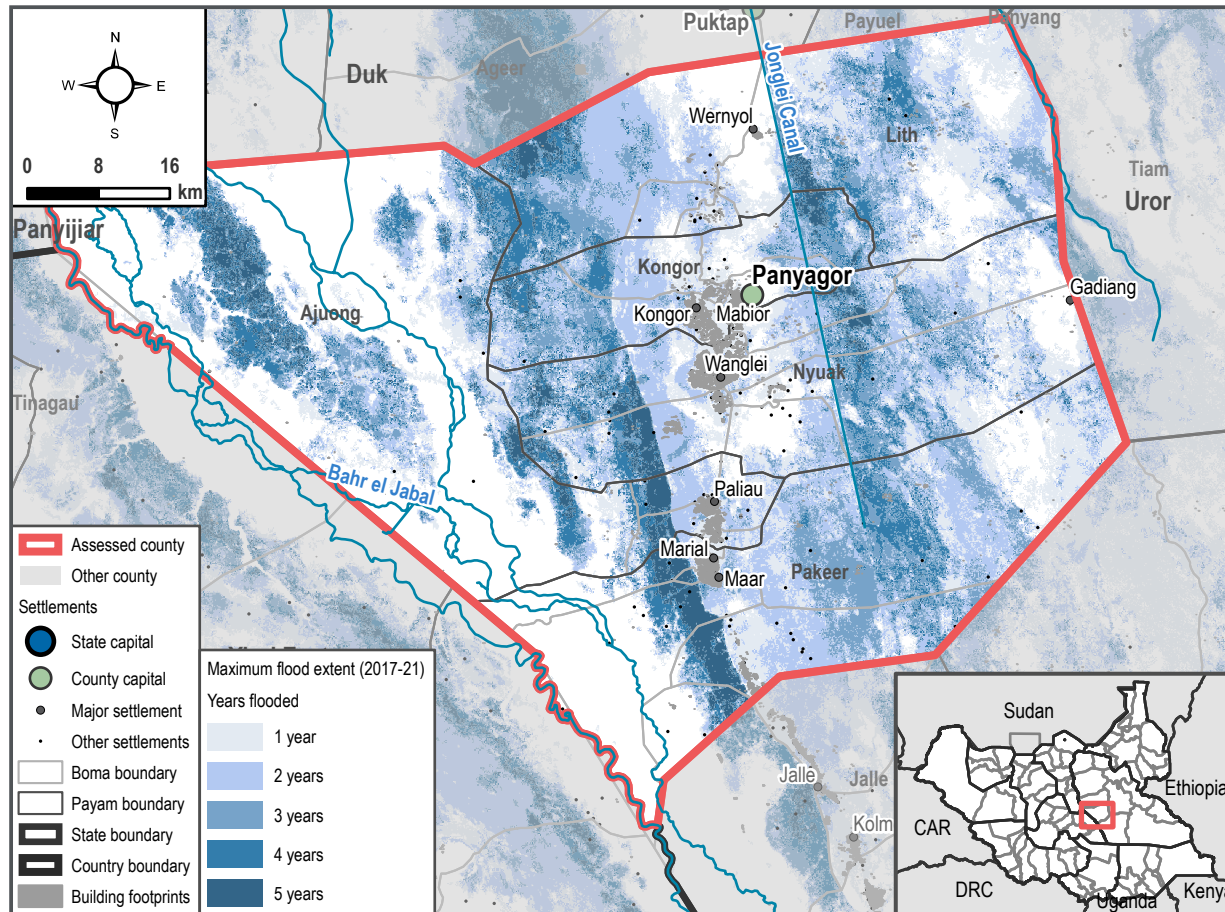 N
W
E
S
0
8
16
km
Puktap
Payuel
Panyang
Duk
Ageer
Jonglei Canal
Wernyol
Lith
Tiam
Uror
Panyijiar
Kongor
Panyagor
Gadiang
Ajuong
Kongor
Mabior
Wanglei
Nyuak
Tinagau
Bahr el Jabal
Paliau
Marial
Maar
Pakeer
Jalle
Jalle
Kolm
Assessed county
Other county
Settlements
State capital
County capital
Major settlement
Other settlements
Boma boundary
Payam boundary
State boundary
Country boundary
Building footprints
Maximum flood extent (2017-21)
Years flooded
1 year
2 years
3 years
4 years
5 years
Sudan
Ethiopia
CAR
DRC
Uganda
Kenya